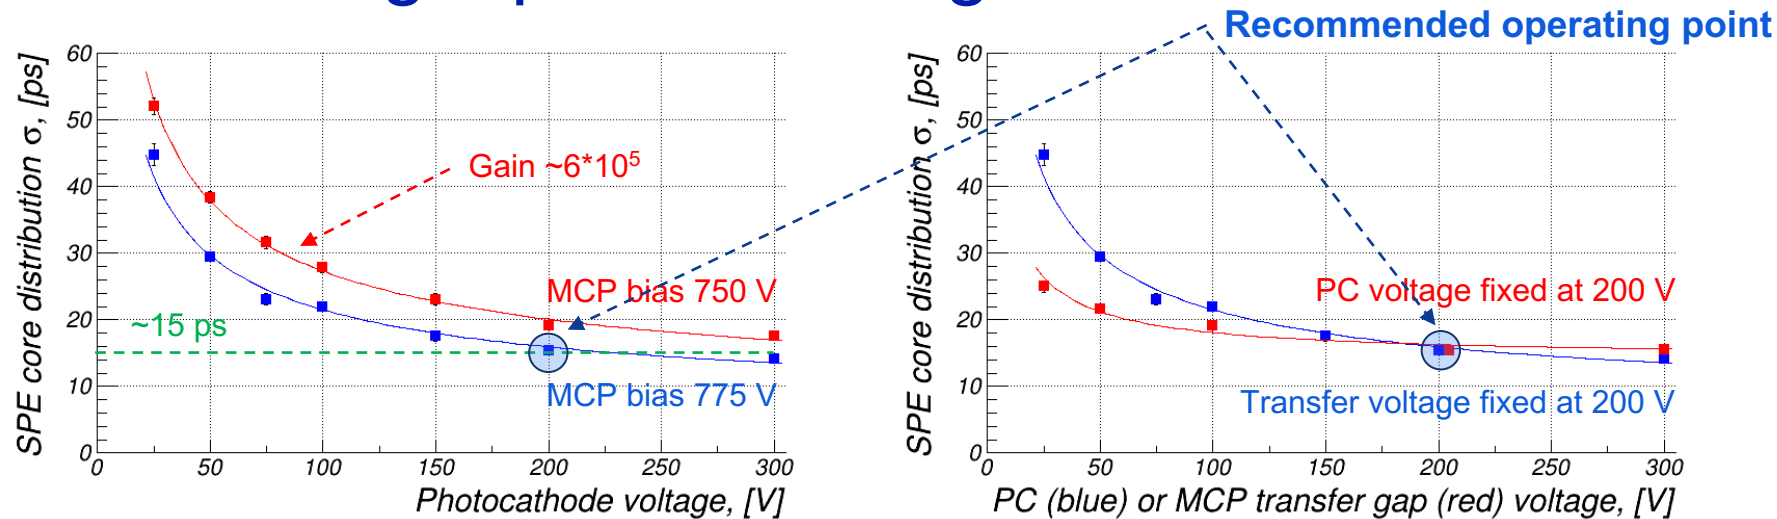 Recommended operating point
SPE core distribution σ, [ps]
60
50
40
30
20
10
0
0 50 100 150 200 250 300
Photocathode voltage, [V]
Gain ~6*10⁵
MCP bias 750 V
~15 ps
MCP bias 775 V
SPE core distribution σ, [ps]
60
50
40
30
20
10
0
0 50 100 150 200 250 300
PC (blue) or MCP transfer gap (red) voltage, [V]
PC voltage fixed at 200 V
Transfer voltage fixed at 200 V